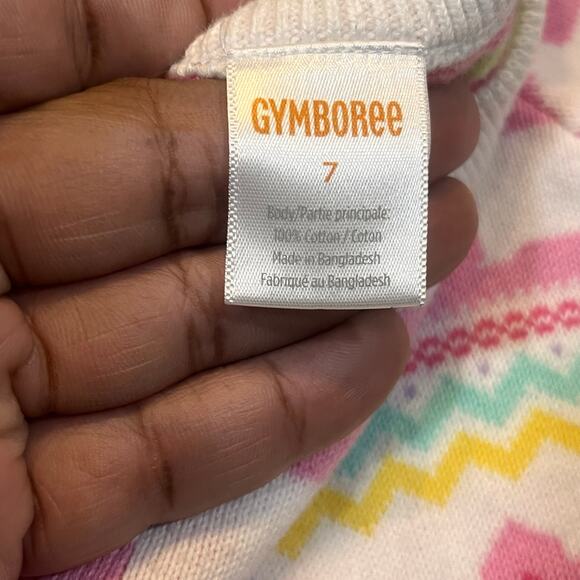 GYMBOREE
7
Body/Partie principale:
100% Cotton / Coton
Made in Bangladesh
Fabriqué au Bangladesh